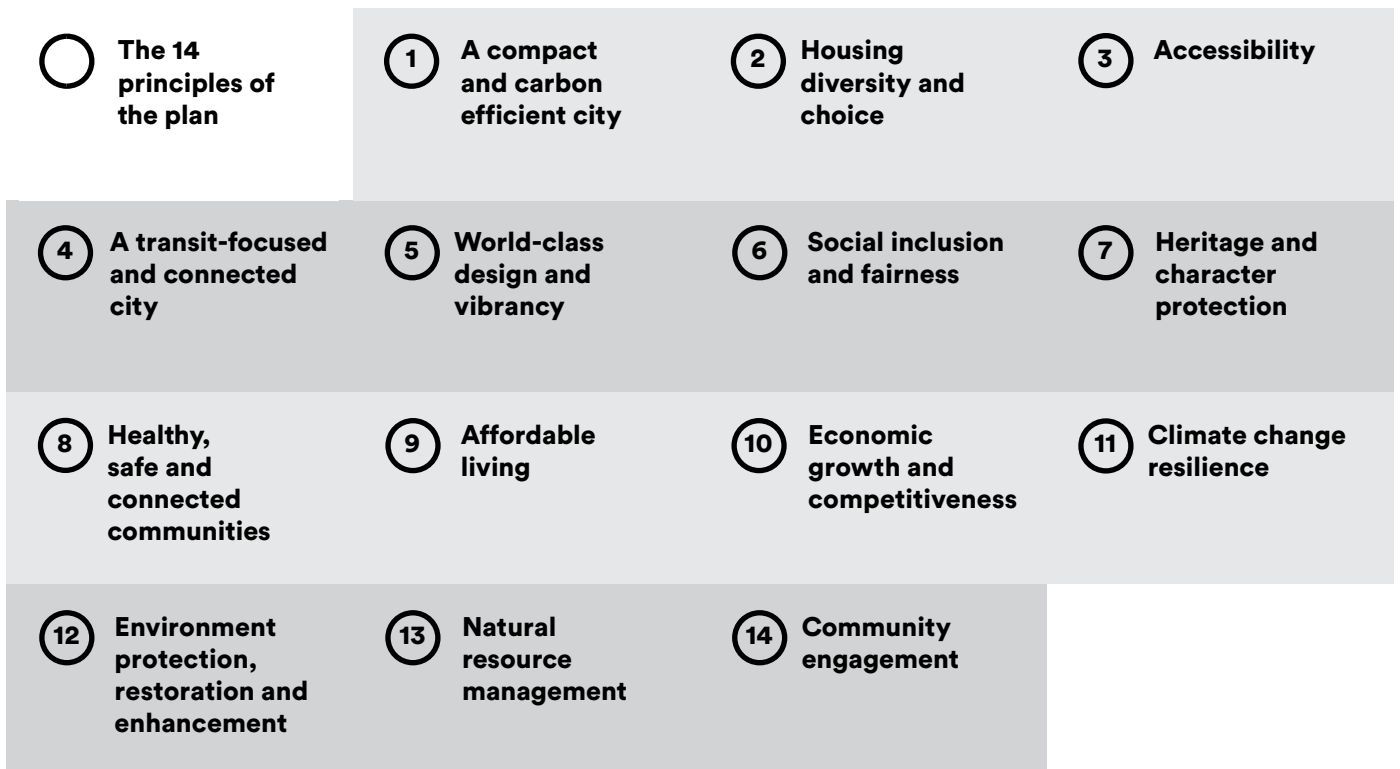 The 14
principles of
the plan
1
A compact
and carbon
efficient city
2
Housing
diversity and
choice
3
Accessibility
4
A transit-focused
and connected
city
5
World-class
design and
vibrancy
6
Social inclusion
and fairness
7
Heritage and
character
protection
8
Healthy,
safe and
connected
communities
9
Affordable
living
10
Economic
growth and
competitiveness
11
Climate change
resilience
12
Environment
protection,
restoration and
enhancement
13
Natural
resource
management
14
Community
engagement